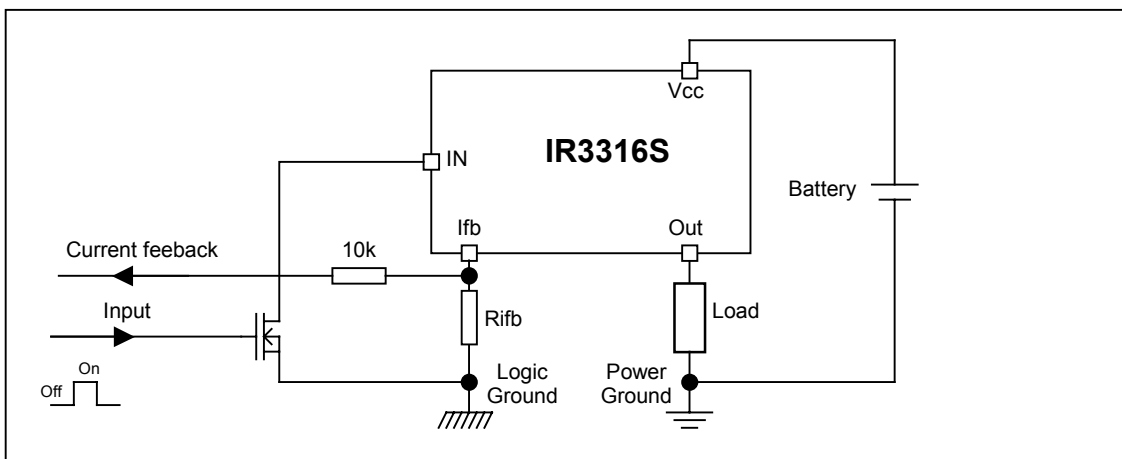 Vcc
IR3316S
IN
Battery
Ifb
Out
Current feeback
10k
Input
Rifb
Load
On
Off
Logic
Ground
Power
Ground